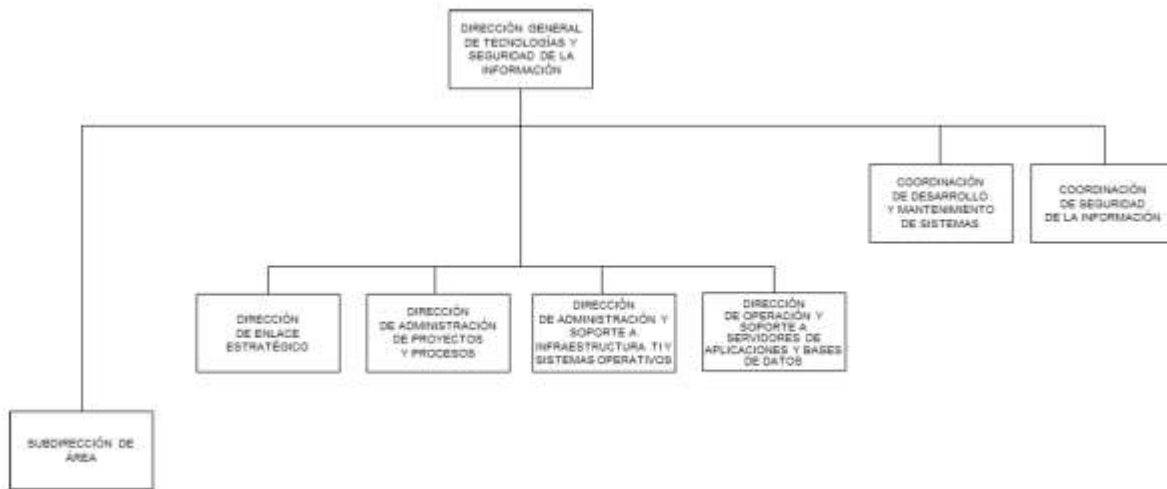 DIRECCIÓN GENERAL
DE TECNOLOGÍAS Y
SEGURIDAD DE LA
INFORMACIÓN
COORDINACIÓN
DE DESARROLLO
Y MANTENIMIENTO
DE SISTEMAS
COORDINACIÓN
DE SEGURIDAD
DE LA INFORMACIÓN
DIRECCIÓN
DE ENLACE
ESTRATÉGICO
DIRECCIÓN
DE ADMINISTRACIÓN
DE PROYECTOS
Y PROCESOS
DIRECCIÓN
DE ADMINISTRACIÓN Y
SOPORTE A
INFRAESTRUCTURA TI Y
SISTEMAS OPERATIVOS
DIRECCIÓN
DE OPERACIÓN Y
SOPORTE A
SERVIDORES DE
APLICACIONES Y BASES
DE DATOS
SUBDIRECCIÓN DE
ÁREA